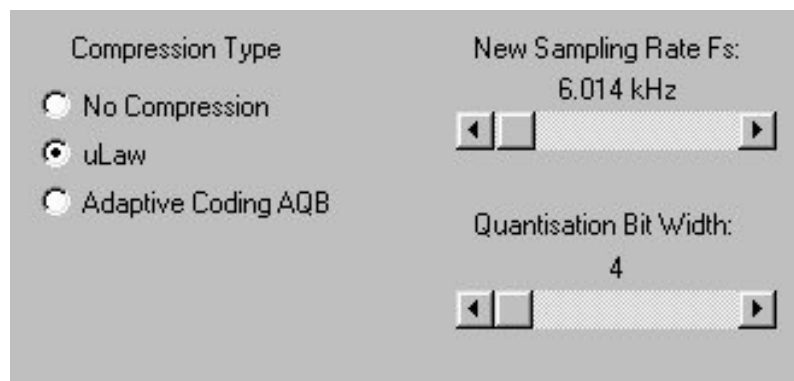 Compression Type
No Compression
uLaw
Adaptive Coding AQB
New Sampling Rate Fs:
6.014 kHz
Quantisation Bit Width:
4